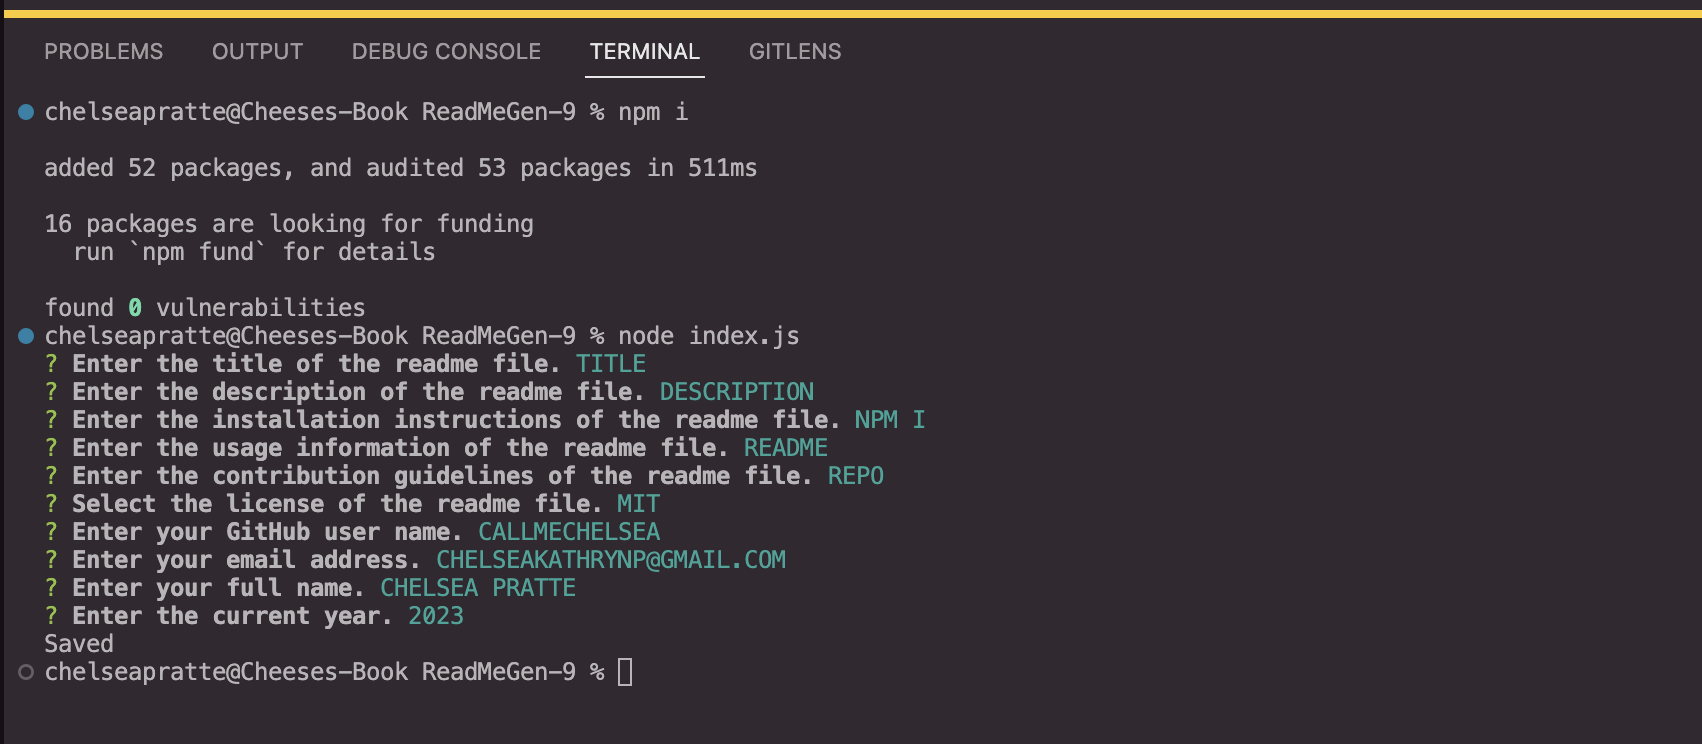 PROBLEMS OUTPUT DEBUG CONSOLE TERMINAL GITLENS
chelseapratte@Cheeses-Book ReadMeGen-9 % npm i
added 52 packages, and audited 53 packages in 511ms
16 packages are looking for funding
run `npm fund` for details
found 0 vulnerabilities
chelseapratte@Cheeses-Book ReadMeGen-9 % node index.js
? Enter the title of the readme file. TITLE
? Enter the description of the readme file. DESCRIPTION
? Enter the installation instructions of the readme file. NPM I
? Enter the usage information of the readme file. README
? Enter the contribution guidelines of the readme file. REPO
? Select the license of the readme file. MIT
? Enter your GitHub user name. CALLMECHELSEA
? Enter your email address. CHELSEAKATHRYNP@GMAIL.COM
? Enter your full name. CHELSEA PRATTE
? Enter the current year. 2023
Saved
chelseapratte@Cheeses-Book ReadMeGen-9 %